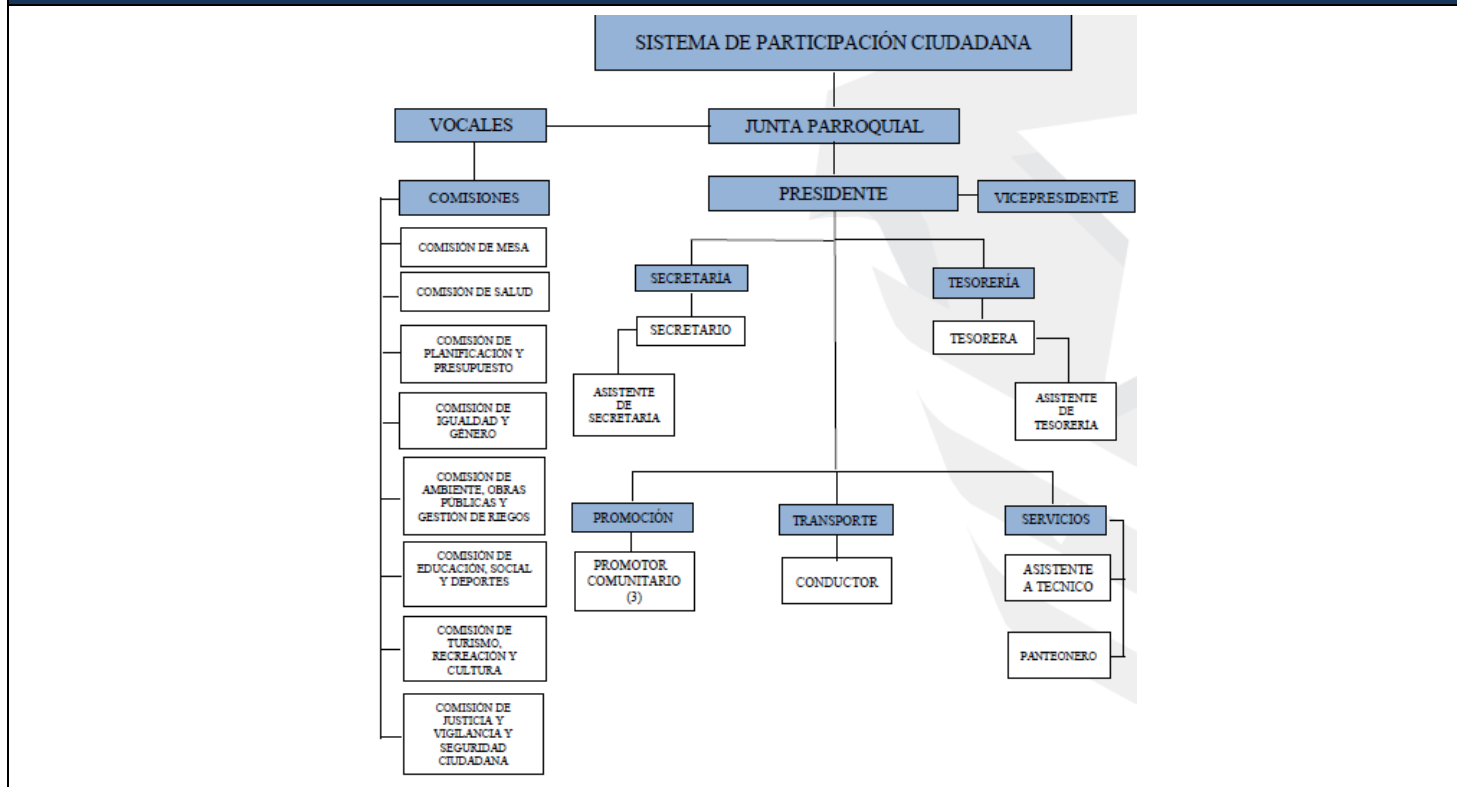 SISTEMA DE PARTICIPACIÓN CIUDADANA
VOCALES
JUNTA PARROQUIAL
COMISIONES
PRESIDENTE
VICEPRESIDENTE
COMISIÓN DE MESA
COMISIÓN DE SALUD
COMISIÓN DE
PLANIFICACIÓN Y
PRESUPUESTO
COMISIÓN DE
IGUALDAD Y
GÉNERO
COMISIÓN DE
AMBIENTE, OBRAS
PÚBLICAS Y
GESTIÓN DE RIEGOS
COMISIÓN DE
EDUCACIÓN, SOCIAL
Y DEPORTES
COMISIÓN DE
TURISMO,
RECREACIÓN Y
CULTURA
COMISIÓN DE
JUSTICIA Y
VIGILANCIA Y
SEGURIDAD
CIUDADANA
SECRETARÍA
SECRETARIO
ASISTENTE
DE
SECRETARIA
TESORERÍA
TESORERA
ASISTENTE
DE
TESORERÍA
PROMOCIÓN
PROMOTOR
COMUNITARIO
(3)
TRANSPORTE
CONDUCTOR
SERVICIOS
ASISTENTE
A TECNICO
PANTEONERO